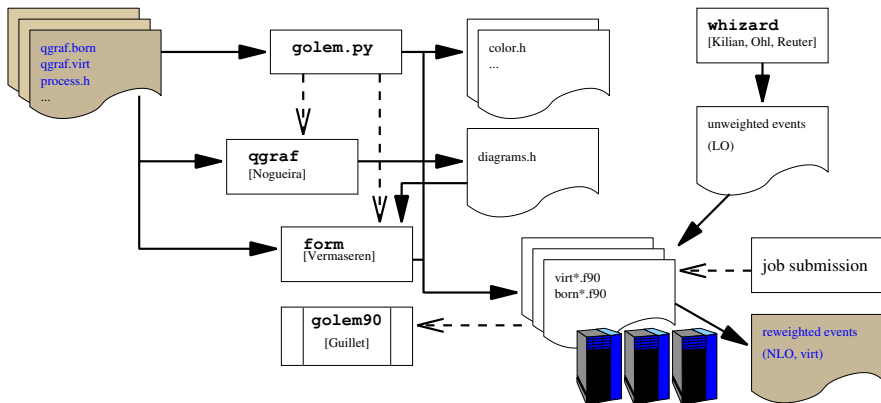 qgraf.born
qgraf.virt
process.h
...
golem.py
color.h
...
whizard
[Kilian, Ohl, Reuter]
unweighted events
(LO)
qgraf
[Nogueira]
diagrams.h
form
[Vermaseren]
virt*.f90
born*.f90
job submission
golem90
[Guillet]
reweighted events
(NLO, virt)